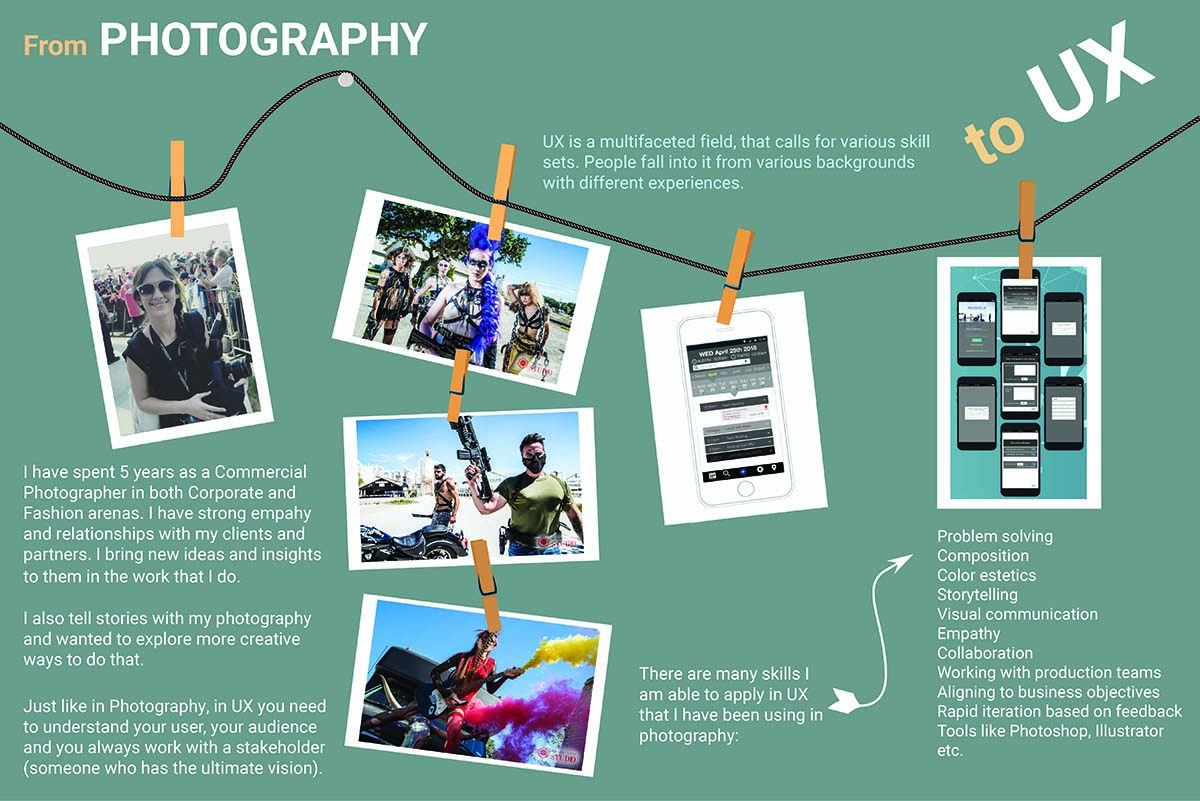 From PHOTOGRAPHY
to UX
UX is a multifaceted field, that calls for various skill
sets. People fall into it from various backgrounds
with different experiences.
I have spent 5 years as a Commercial
Photographer in both Corporate and
Fashion arenas. I have strong empahy
and relationships with my clients and
partners. I bring new ideas and insights
to them in the work that I do.
I also tell stories with my photography
and wanted to explore more creative
ways to do that.
Just like in Photography, in UX you need
to understand your user, your audience
and you always work with a stakeholder
(someone who has the ultimate vision).
STUDIO
STUDIO
STUDIO
WED April 25th 2018
There are many skills I
am able to apply in UX
that I have been using in
photography:
Problem solving
Composition
Color estetics
Storytelling
Visual communication
Empathy
Collaboration
Working with production teams
Aligning to business objectives
Rapid iteration based on feedback
Tools like Photoshop, Illustrator
etc.